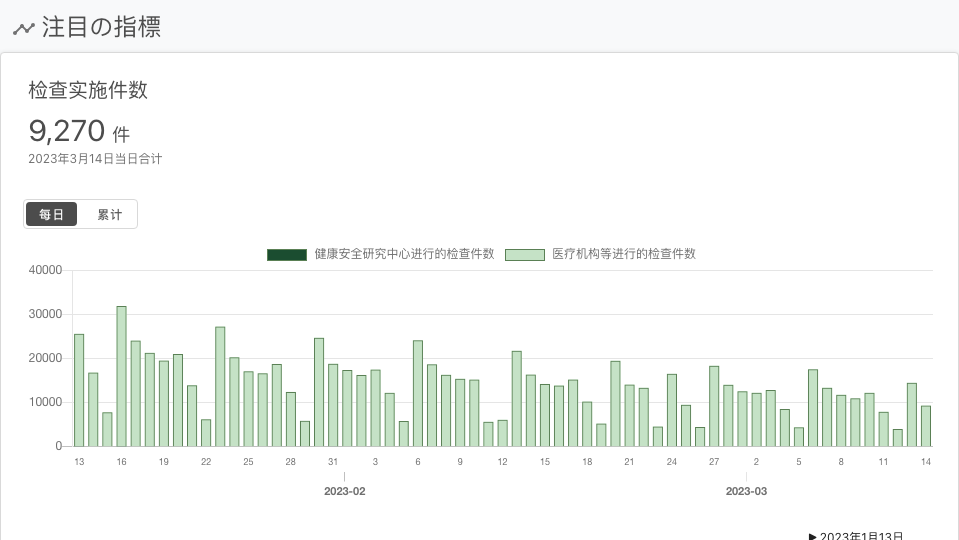 注目の指標
检查实施件数
9,270 件
2023年3月14日当日合计
每日 累计
健康安全研究中心进行的检查件数 医疗机构等进行的检查件数
40000
30000
20000
10000
0
13 16 19 22 25 28 31 3 6 9 12 15 18 21 24 27 2 5 8 11 14
2023-02 2023-03
▶ 2023年1月13日